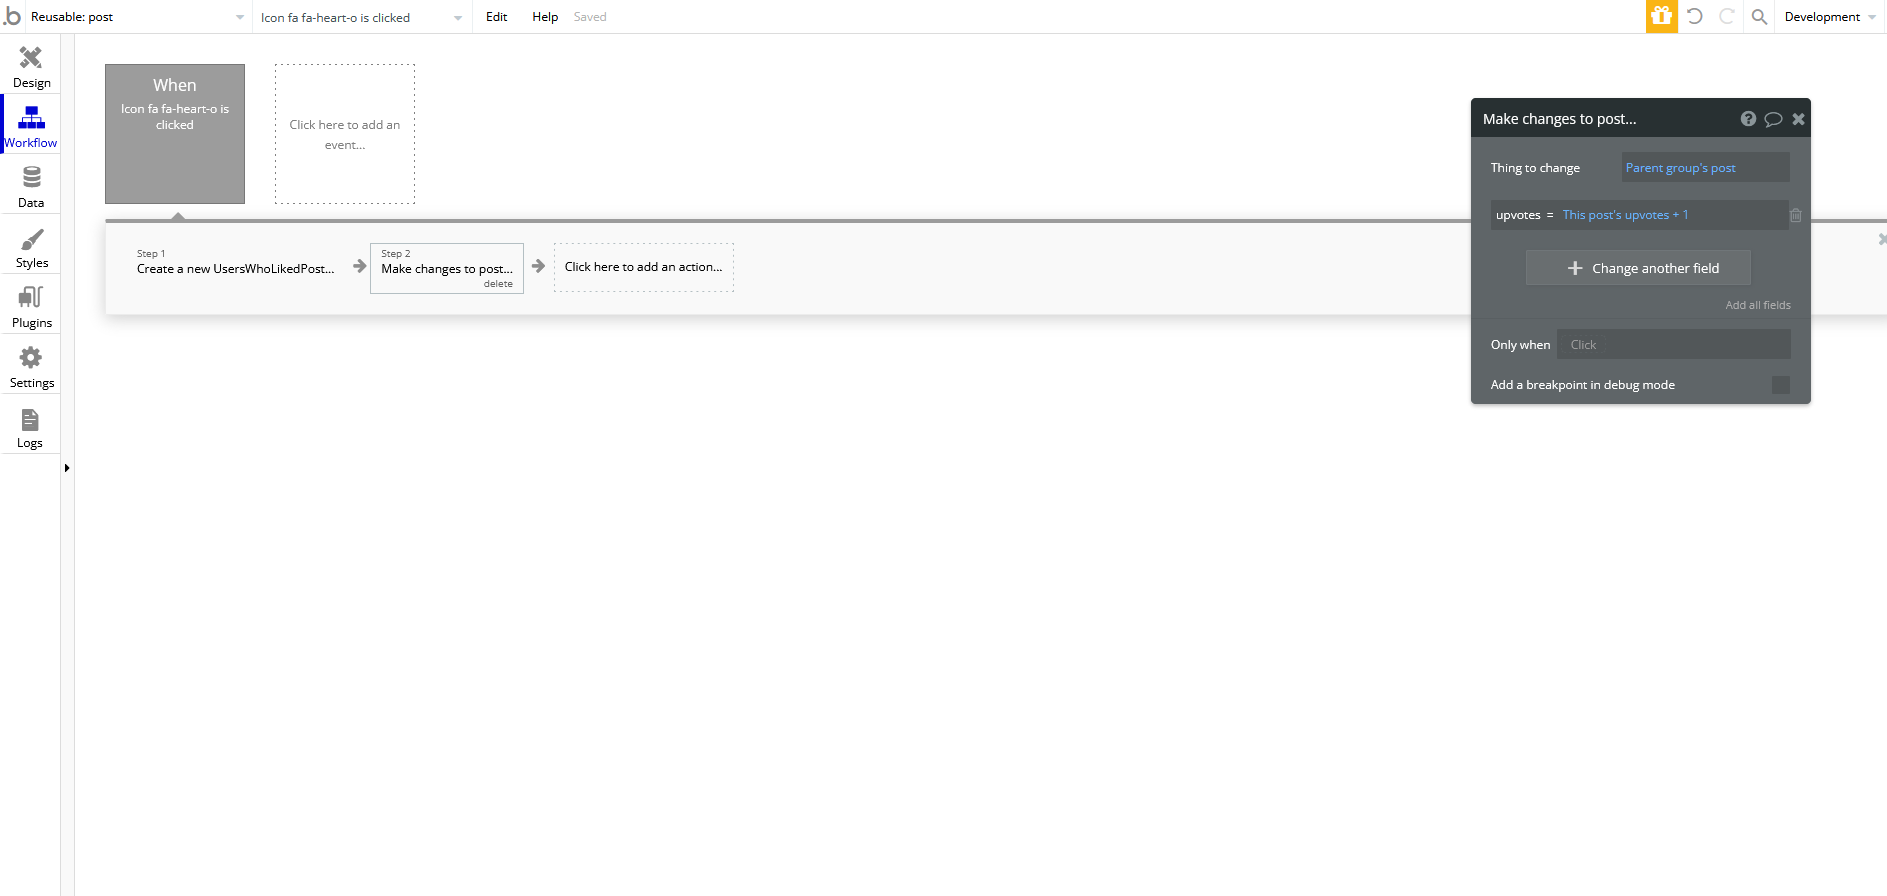 .b
Reusable: post
Icon fa fa-heart-o is clicked
Edit
Help
Saved
Development
Design
Workflow
Data
Styles
Plugins
Settings
Logs
When
Icon fa fa-heart-o is
clicked
Click here to add an
event...
Step 1
Create a new UsersWhoLikedPost...
Step 2
Make changes to post...
delete
Click here to add an action...
Make changes to post...
Thing to change
Parent group's post
upvotes = This post's upvotes + 1
Change another field
Add all fields
Only when
Click
Add a breakpoint in debug mode